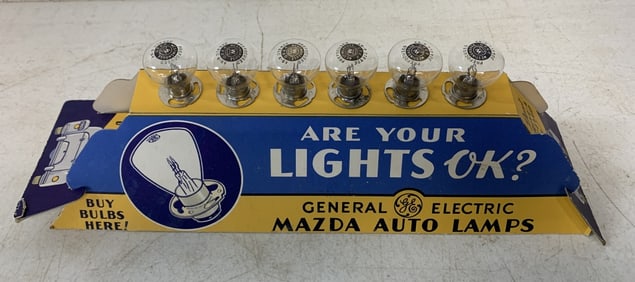 ARE YOUR
LIGHTS OK?
BUY
BULBS
HERE!
GENERAL GE ELECTRIC
MAZDA AUTO LAMPS